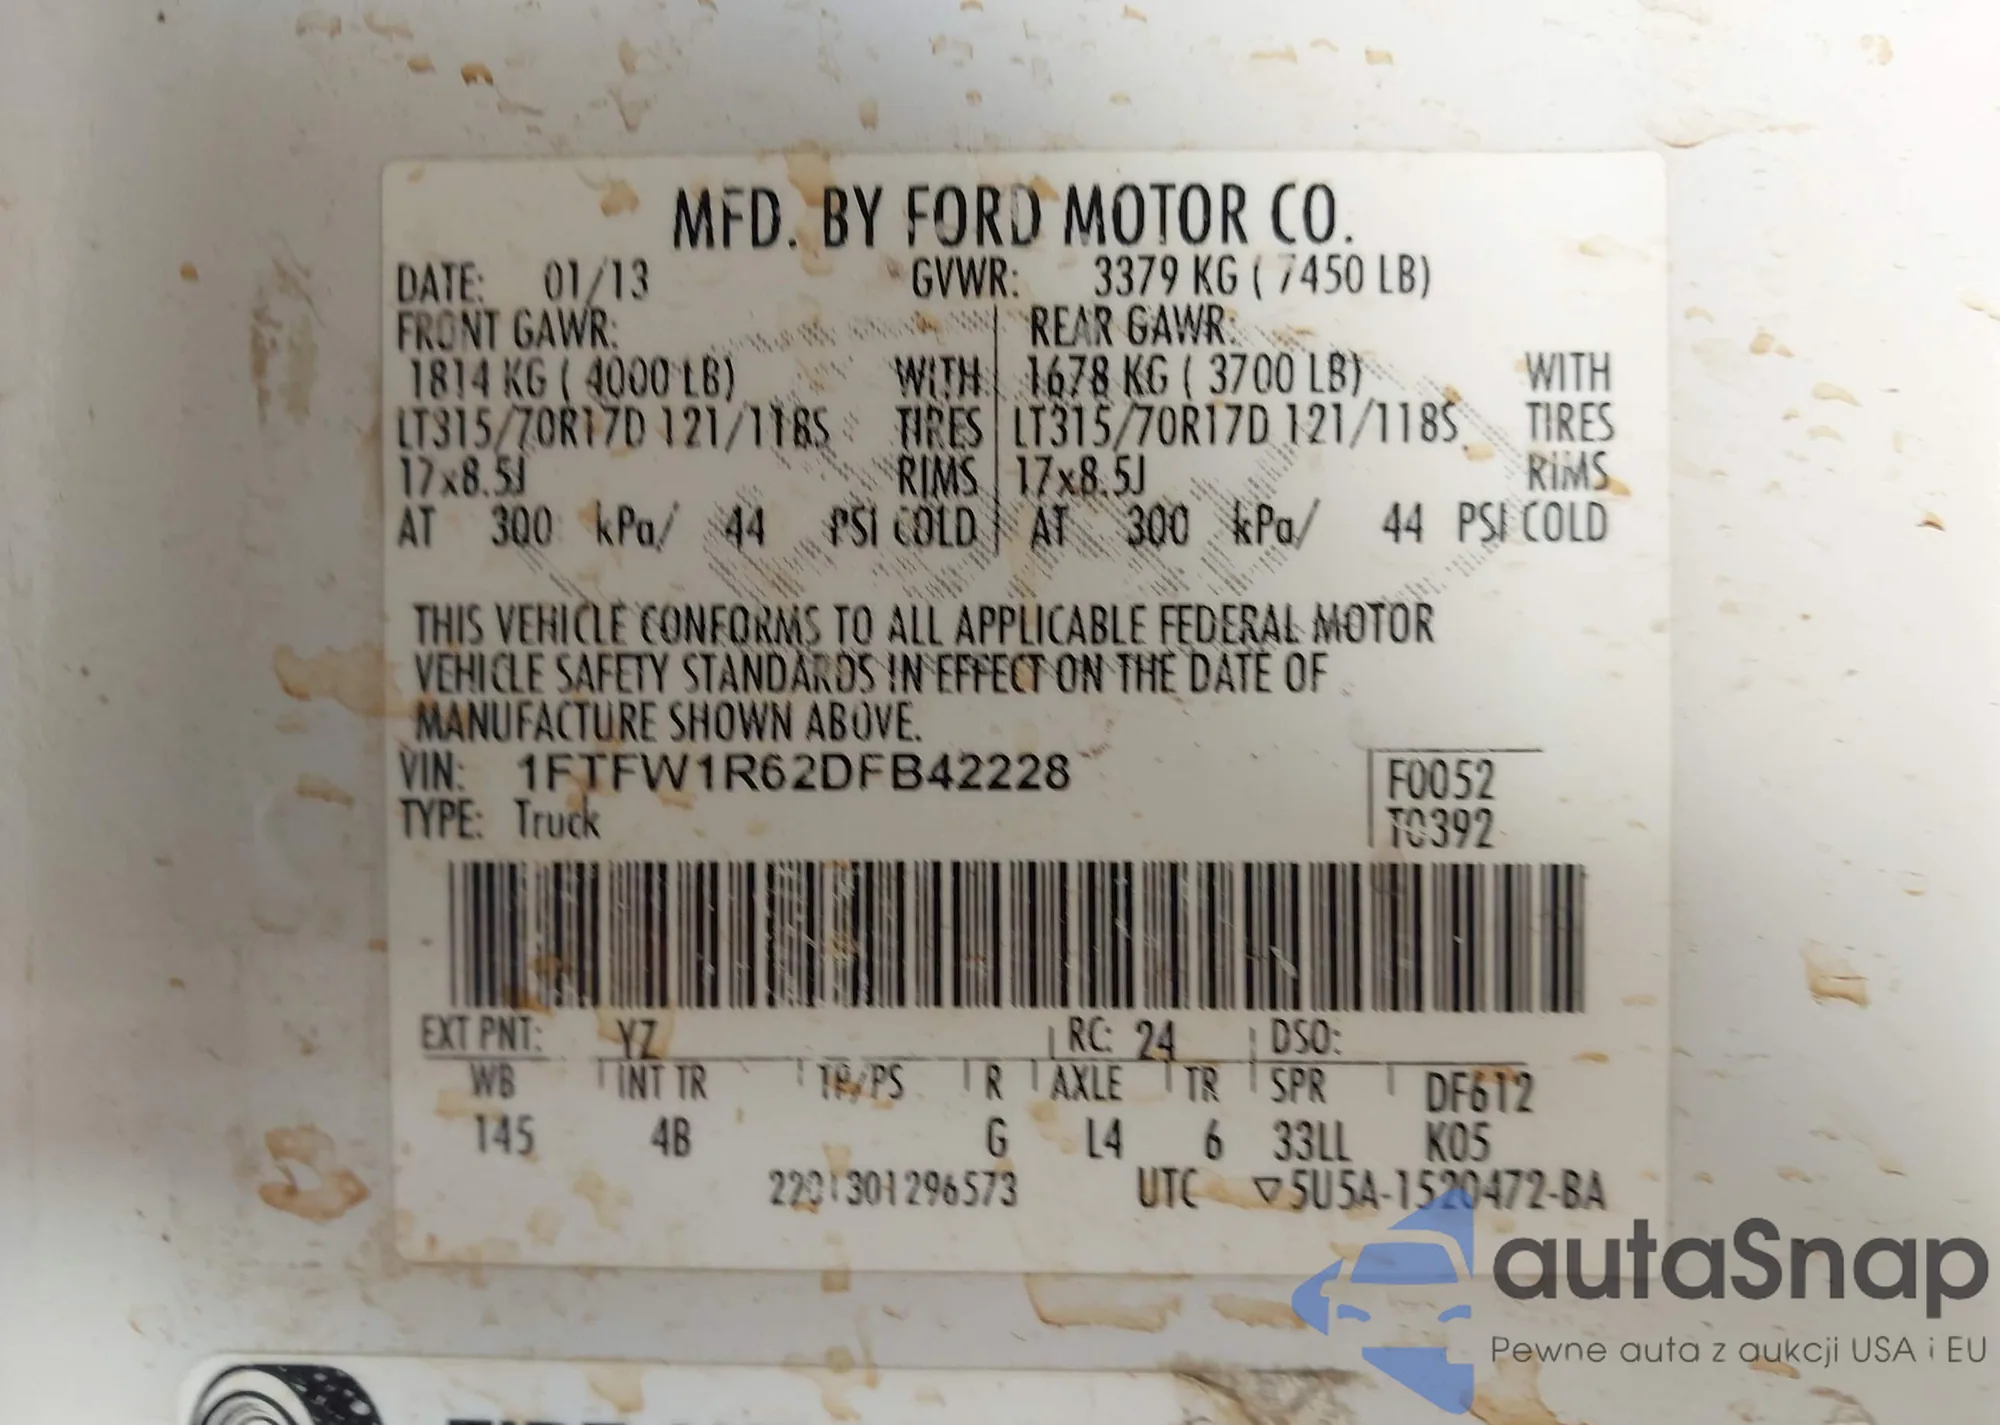 MFD. BY FORD MOTOR CO.
DATE: 01/13 GVWR: 3379 KG ( 7450 LB)
FRONT GAWR: REAR GAWR:
1814 KG ( 4000 LB) WITH 1678 KG ( 3700 LB) WITH
LT315/70R17D 121/118S TIRES LT315/70R17D 121/118S TIRES
17x8.5J RIMS 17x8.5J RIMS
AT 300 kPa/ 44 PSI COLD AT 300 kPa/ 44 PSI COLD
THIS VEHICLE CONFORMS TO ALL APPLICABLE FEDERAL MOTOR
VEHICLE SAFETY STANDARDS IN EFFECT ON THE DATE OF
MANUFACTURE SHOWN ABOVE.
VIN: 1FTFW1R62DFB42228 F0052
TYPE: Truck T0392
EXT PNT: YZ RC: 24 DSO:
WB INT TR TP/PS R AXLE TR SPR DF612
145 4B G L4 6 33LL K05
2201301296573 UTC ▽5U5A-1520472-BA
autaSnap
Pewne auta z aukcji USA i EU